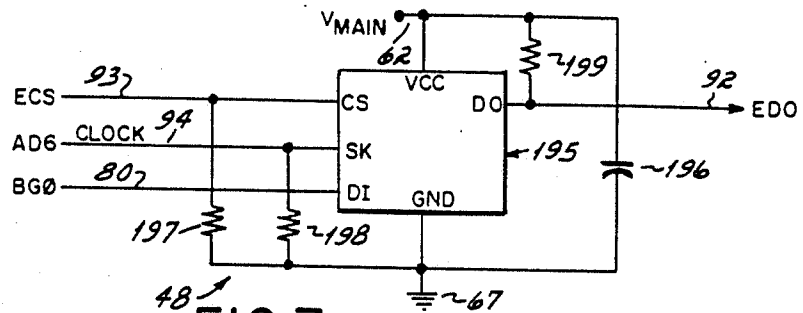 VMAIN
62
199
93
92
ECS
CS
VCC
DO
EDO
AD6 CLOCK 94
SK
195
196
BGØ 80
DI
GND
197
198
48
67